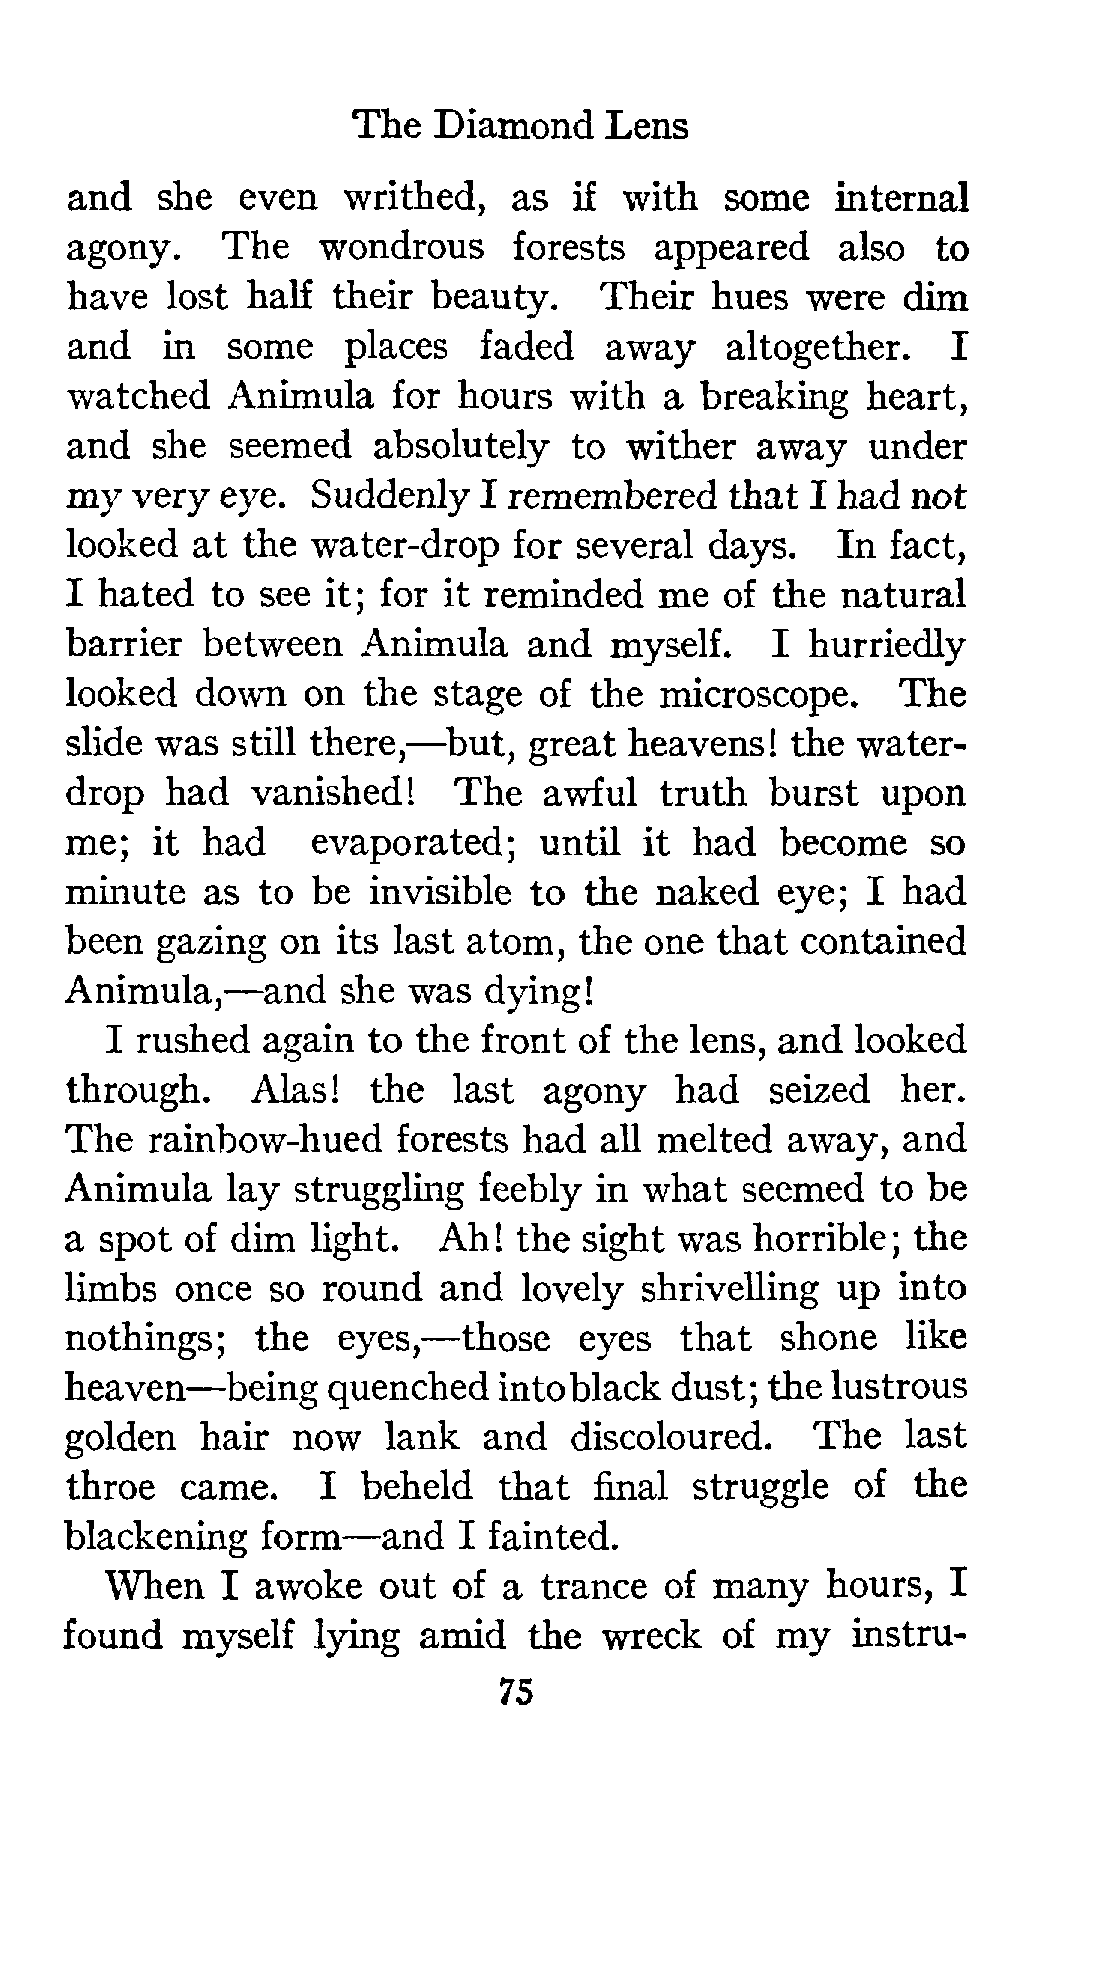 The Diamond Lens
and she even writhed, as if with some internal
agony. The wondrous forests appeared also to
have lost half their beauty. Their hues were dim
and in some places faded away altogether. I
watched Animula for hours with a breaking heart,
and she seemed absolutely to wither away under
my very eye. Suddenly I remembered that I had not
looked at the water-drop for several days. In fact,
I hated to see it; for it reminded me of the natural
barrier between Animula and myself. I hurriedly
looked down on the stage of the microscope. The
slide was still there,—but, great heavens! the water-
drop had vanished! The awful truth burst upon
me; it had evaporated; until it had become so
minute as to be invisible to the naked eye; I had
been gazing on its last atom, the one that contained
Animula,—and she was dying!
I rushed again to the front of the lens, and looked
through. Alas! the last agony had seized her.
The rainbow-hued forests had all melted away, and
Animula lay struggling feebly in what seemed to be
a spot of dim light. Ah! the sight was horrible; the
limbs once so round and lovely shrivelling up into
nothings; the eyes,—those eyes that shone like
heaven—being quenched into black dust; the lustrous
golden hair now lank and discoloured. The last
throe came. I beheld that final struggle of the
blackening form—and I fainted.
When I awoke out of a trance of many hours, I
found myself lying amid the wreck of my instru-
75